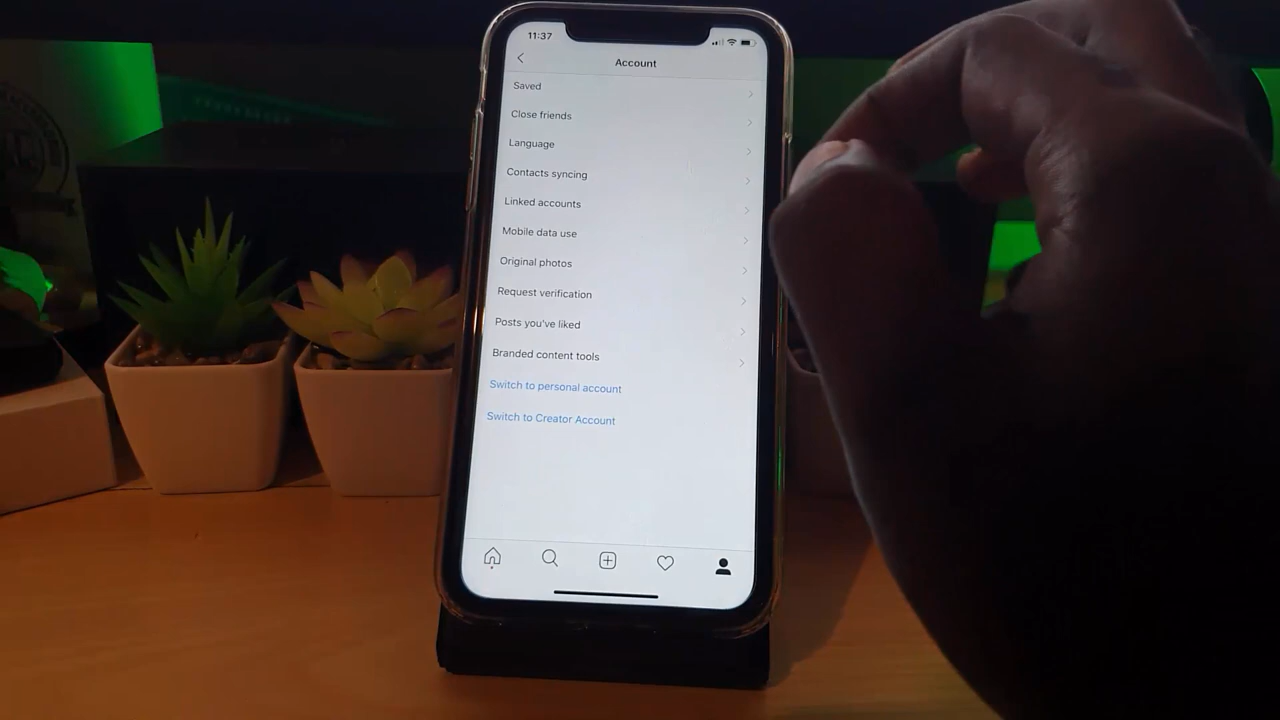 11:37
Account
Saved
Close friends
Language
Contacts syncing
Linked accounts
Mobile data use
Original photos
Request verification
Posts you've liked
Branded content tools
Switch to personal account
Switch to Creator Account